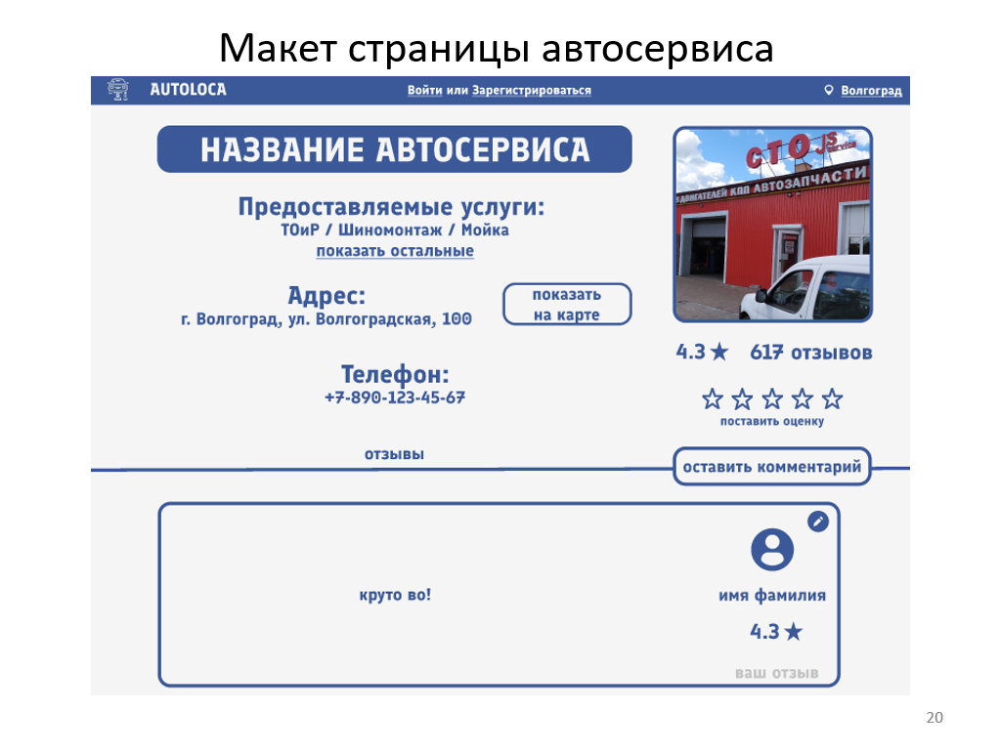 Макет страницы автосервиса
AUTOLOCA
Войти или Зарегистрироваться
Волгоград
НАЗВАНИЕ АВТОСЕРВИСА
СТО JS
service
ДВИГАТЕЛЕЙ КПП АВТОЗАПЧАСТИ
Предоставляемые услуги:
ТОиР / Шиномонтаж / Мойка
показать остальные
Адрес:
г. Волгоград, ул. Волгоградская, 100
показать
на карте
4.3 ★ 617 отзывов
Телефон:
+7-890-123-45-67
поставить оценку
отзывы
оставить комментарий
круто во!
имя фамилия
4.3 ★
ваш отзыв
20